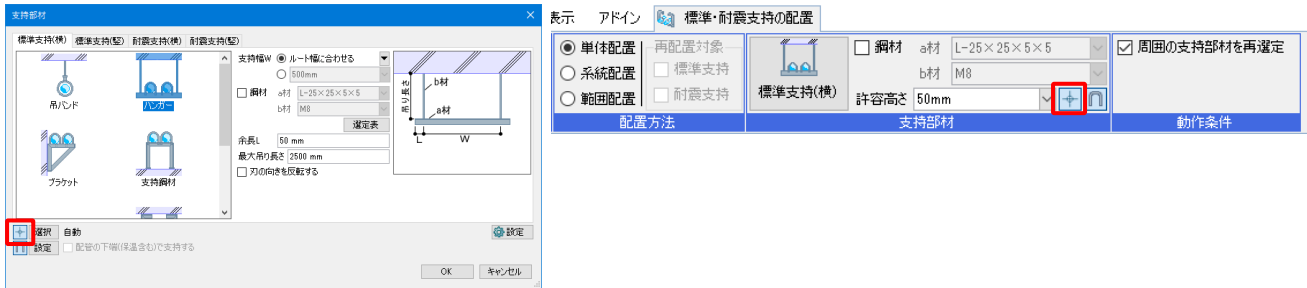 支持部材
標準支持(横) 標準支持(竪) 耐震支持(横) 耐震支持(竪)
吊バンド
ハンガー
ブラケット
支持鋼材
支持幅W ルート幅に合わせる
500mm
鋼材 a材 L-25×25×5×5
b材 M8
選定表
余長L 50 mm
最大吊り長さ 2500 mm
刃の向きを反転する
吊り長さ
b材
a材
L W
選択 自動
設定
設定 配管の下端(保温含む)で支持する
OK キャンセル
表示 アドイン 標準・耐震支持の配置
単体配置 再配置対象
系統配置 標準支持
範囲配置 耐震支持
配置方法
標準支持(横)
鋼材 a材 L-25×25×5×5
b材 M8
許容高さ 50mm
支持部材
周囲の支持部材を再選定
動作条件